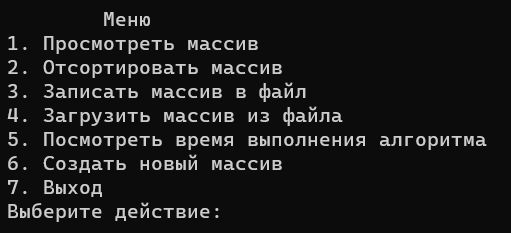 Меню
1. Просмотреть массив
2. Отсортировать массив
3. Записать массив в файл
4. Загрузить массив из файла
5. Посмотреть время выполнения алгоритма
6. Создать новый массив
7. Выход
Выберите действие: